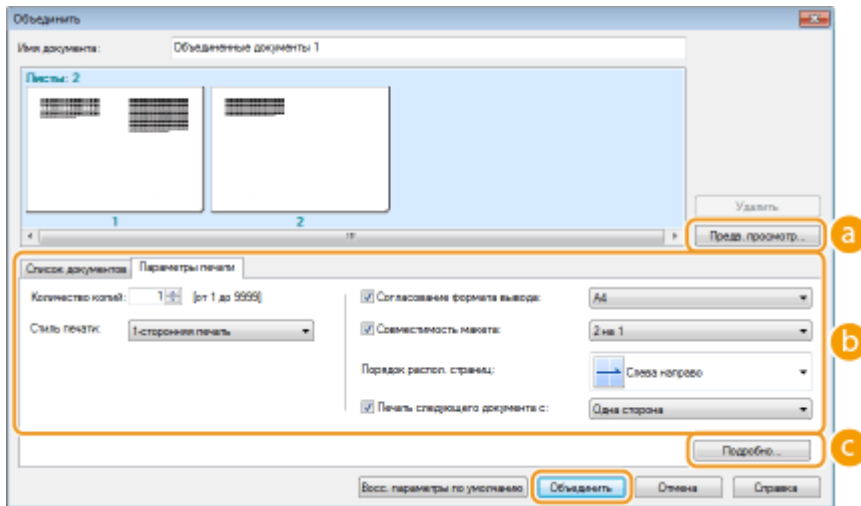 Объединить
Имя документа: Объединенные документы 1
Листы: 2
1 2
Удалить
Предв. просмотр... a
Список документов Параметры печати
Количество копий: 1 [от 1 до 9999] Согласование формата вывода: A4
Стиль печати: 1-сторонняя печать Совместимость макета: 2 на 1
b
Порядок распол. страниц: Слева направо
Печать следующего документа с: Одна сторона
Подробно... c
Восс. параметры по умолчанию Объединить Отмена Справка